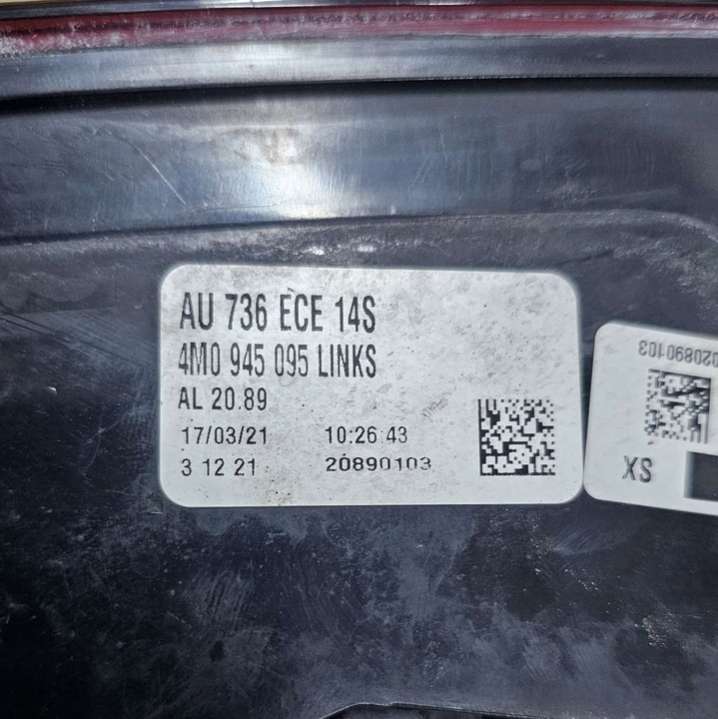 AU 736 ECE 14S
4M0 945 095 LINKS
AL 20.89
17/03/21 10:26:43
3 12 21 20890103
020890103
XS